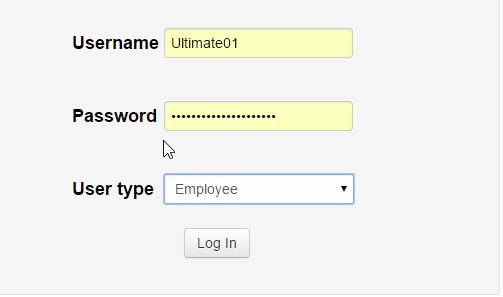 Username Ultimate01
Password •••••••••••••••••••••
User type Employee
Log In